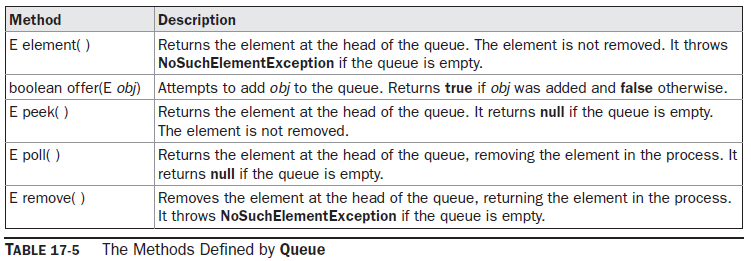 Method Description
E element( ) Returns the element at the head of the queue. The element is not removed. It throws
NoSuchElementException if the queue is empty.
boolean offer(E obj) Attempts to add obj to the queue. Returns true if obj was added and false otherwise.
E peek( ) Returns the element at the head of the queue. It returns null if the queue is empty.
The element is not removed.
E poll( ) Returns the element at the head of the queue, removing the element in the process. It
returns null if the queue is empty.
E remove( ) Removes the element at the head of the queue, returning the element in the process.
It throws NoSuchElementException if the queue is empty.
TABLE 17-5 The Methods Defined by Queue